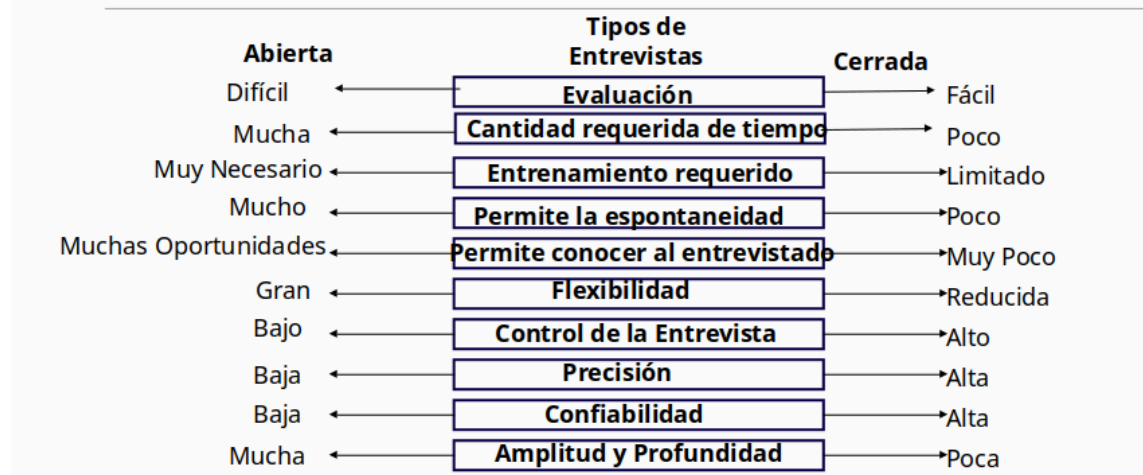 Tipos de
Entrevistas
Abierta
Cerrada
Difícil Evaluación Fácil
Mucha Cantidad requerida de tiempo Poco
Muy Necesario Entrenamiento requerido Limitado
Mucho Permite la espontaneidad Poco
Muchas Oportunidades Permite conocer al entrevistado Muy Poco
Gran Flexibilidad Reducida
Bajo Control de la Entrevista Alto
Baja Precisión Alta
Baja Confiabilidad Alta
Mucha Amplitud y Profundidad Poca